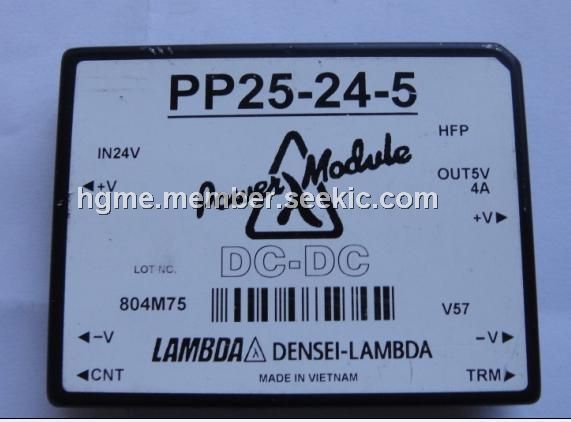 PP25-24-5
HFP
IN24V
Power Module
OUT5V
4A
+V
+V
hgme.member.seekic.com
DC-DC
LOT NO.
804M75
V57
-V
-V
LAMBDA DENSEI-LAMBDA
CNT
MADE IN VIETNAM
TRM